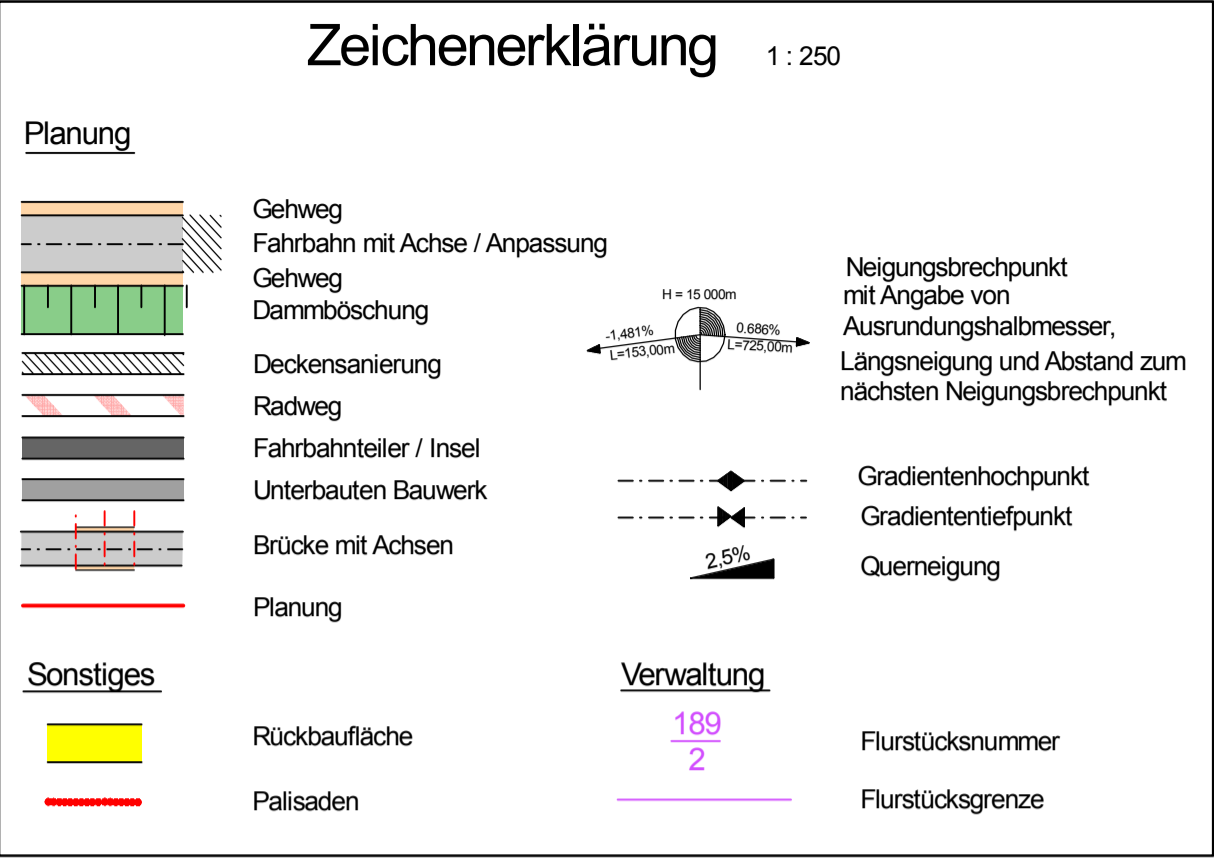 Zeichenerklärung 1 : 250
Planung
Gehweg
Fahrbahn mit Achse / Anpassung
Gehweg
Dammböschung
Deckensanierung
Radweg
Fahrbahnteiler / Insel
Unterbauten Bauwerk
Brücke mit Achsen
Planung
H = 15 000m
-1,481%
L=153,00m
0.686%
L=725,00m
Neigungsbrechpunkt
mit Angabe von
Ausrundungshalbmesser,
Längsneigung und Abstand zum
nächsten Neigungsbrechpunkt
Gradientenhochpunkt
Gradiententiefpunkt
2,5%
Querneigung
Sonstiges
Rückbaufläche
Palisaden
Verwaltung
189
2
Flurstücksnummer
Flurstücksgrenze